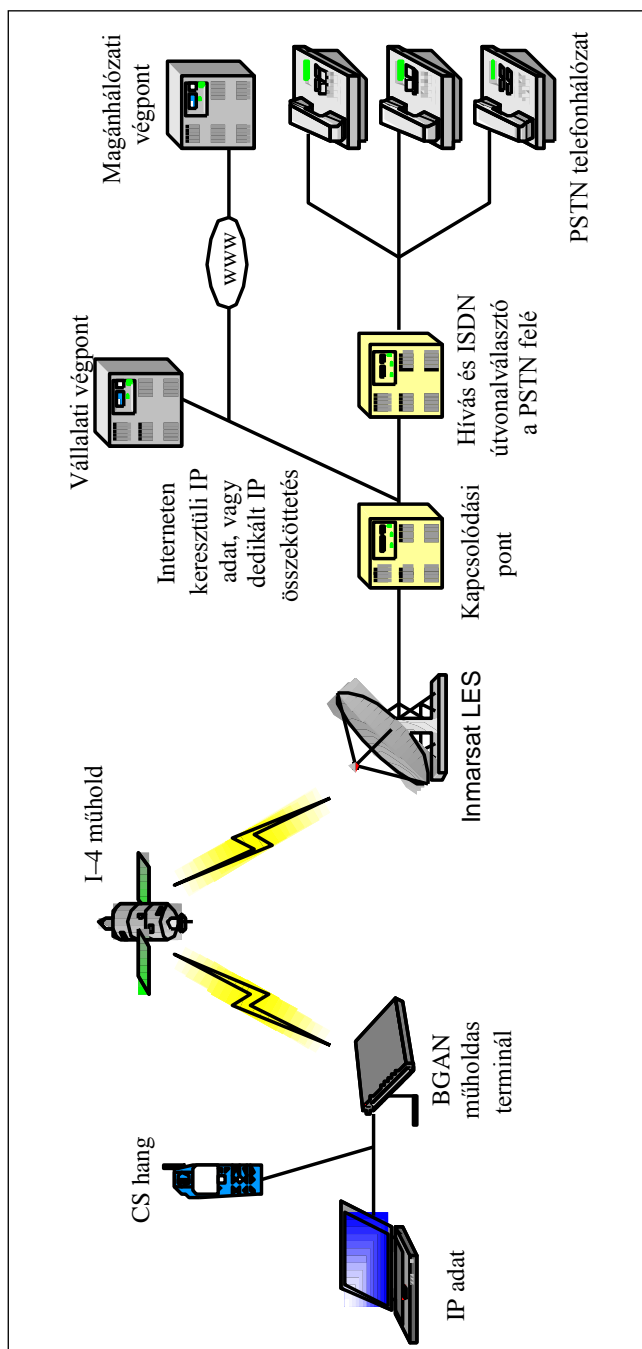 IP adat
CS hang
BGAN
műholdas
terminál
I–4 műhold
Inmarsat LES
Kapcsolódási
pont
Interneten
keresztüli IP
adat, vagy
dedikált IP
összeköttetés
Vállalati végpont
www
Magánhálózati
végpont
Hívás és ISDN
útvonalválasztó
a PSTN felé
PSTN telefonhálózat